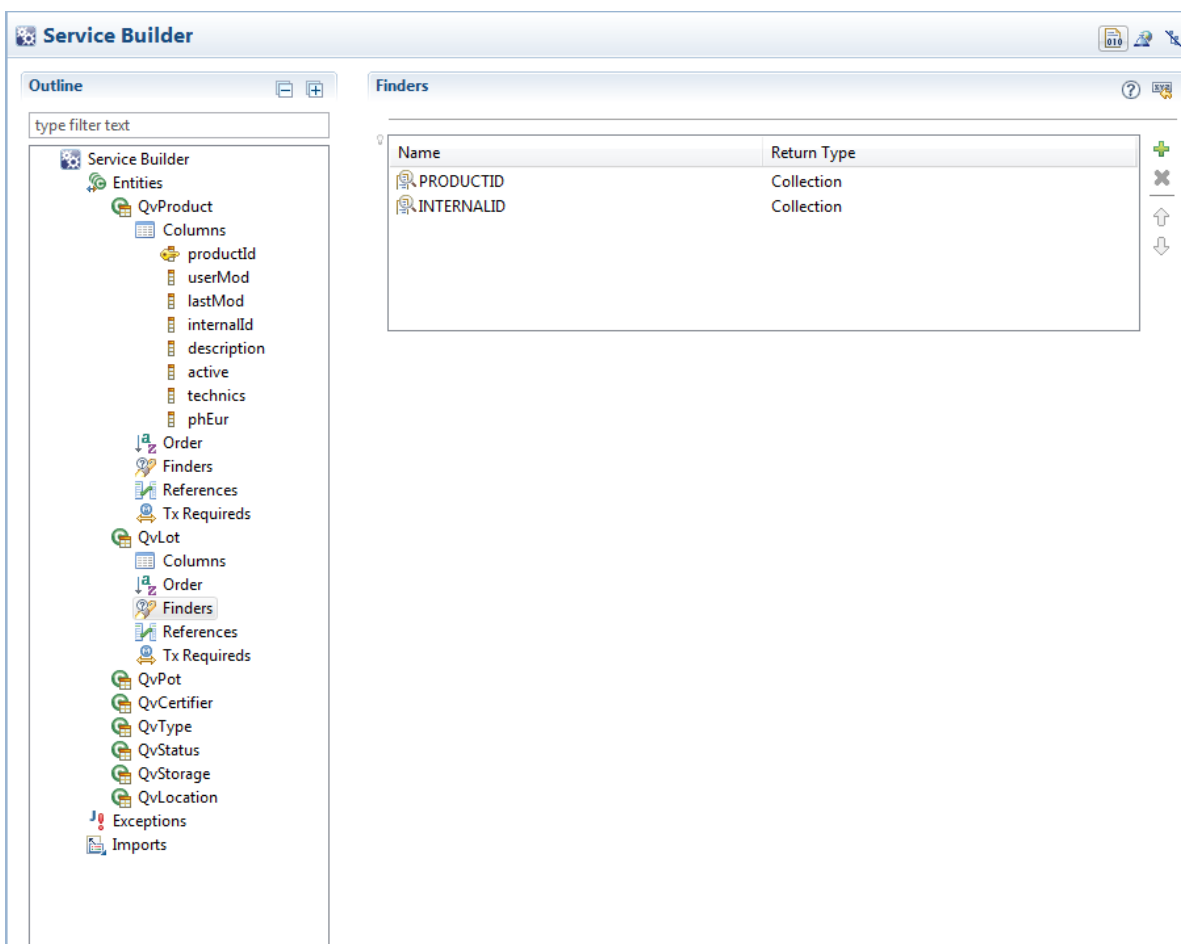 Service Builder
Outline
type filter text
Service Builder
Entities
QvProduct
Columns
productId
userMod
lastMod
internalId
description
active
technics
phEur
Order
Finders
References
Tx Requireds
QvLot
Columns
Order
Finders
References
Tx Requireds
QvPot
QvCertifier
QvType
QvStatus
QvStorage
QvLocation
Exceptions
Imports
Finders
Name Return Type
PRODUCTID Collection
INTERNALID Collection